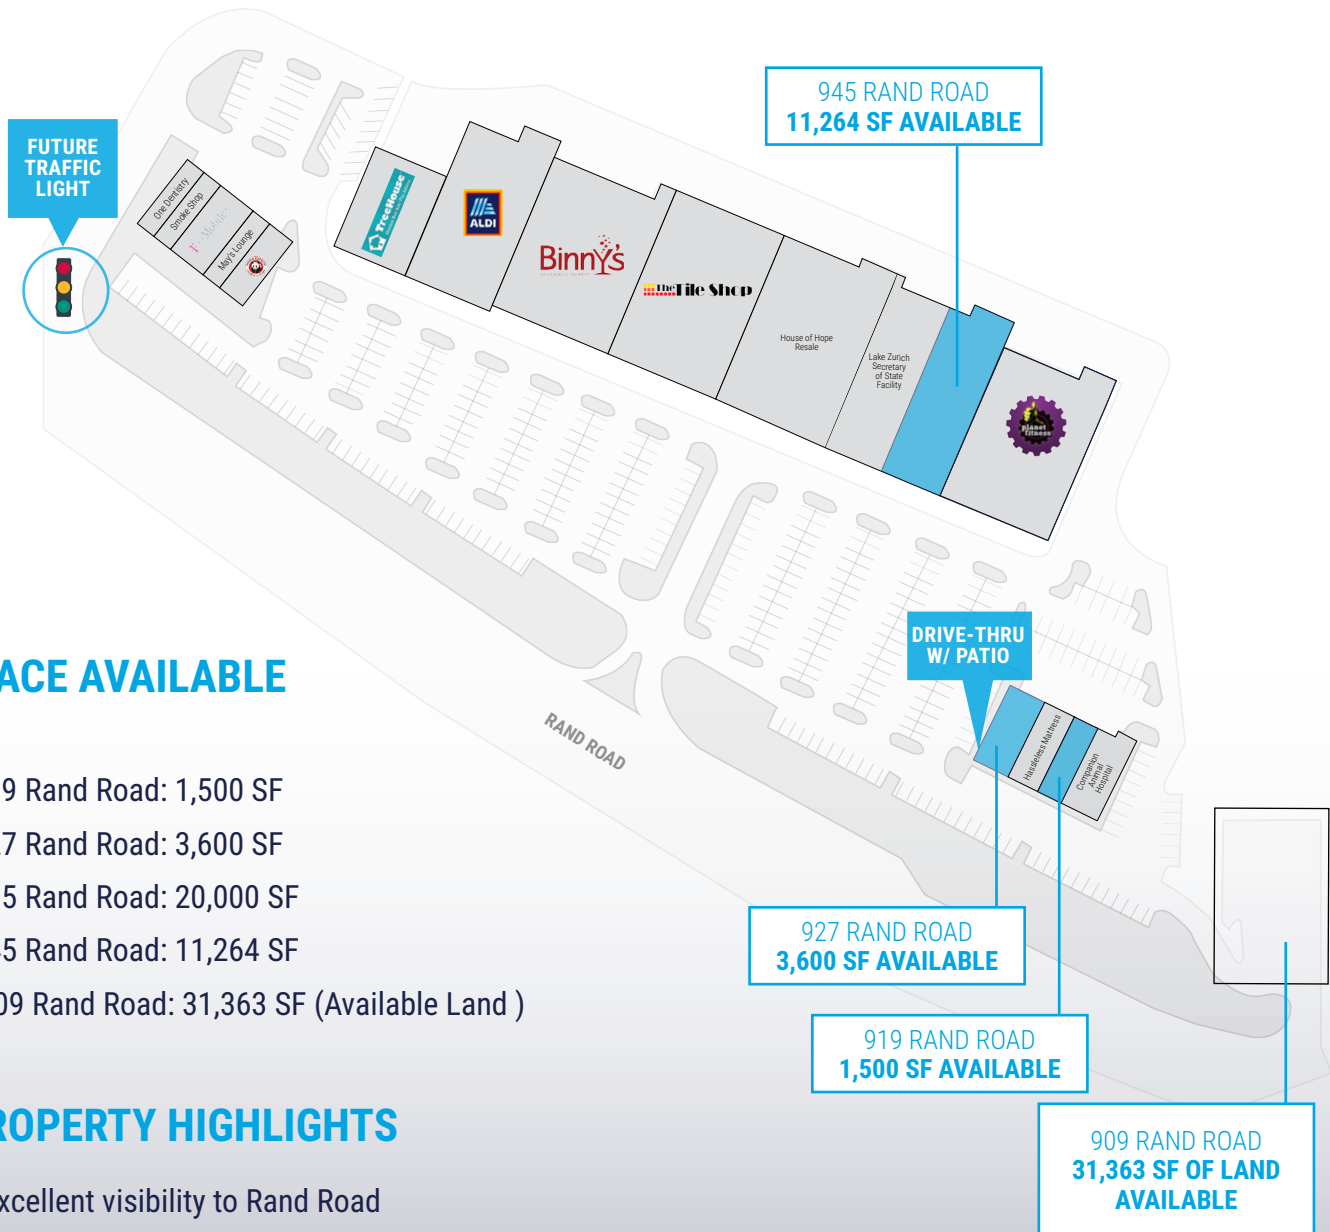 945 RAND ROAD
11,264 SF AVAILABLE
FUTURE
TRAFFIC
LIGHT
One Dentistry
Smoke Shop
T Mobile
May's Lounge
TreeHouse
ALDI
Binny's
The Tile Shop
House of Hope
Resale
Lake Zurich
Secretary
of State
Facility
planet
fitness
DRIVE-THRU
W/ PATIO
Hassleless Mattress
Companion
Animal
Hospital
RAND ROAD
ACE AVAILABLE
9 Rand Road: 1,500 SF
7 Rand Road: 3,600 SF
5 Rand Road: 20,000 SF
5 Rand Road: 11,264 SF
09 Rand Road: 31,363 SF (Available Land )
927 RAND ROAD
3,600 SF AVAILABLE
919 RAND ROAD
1,500 SF AVAILABLE
909 RAND ROAD
31,363 SF OF LAND
AVAILABLE
ROPERTY HIGHLIGHTS
xcellent visibility to Rand Road